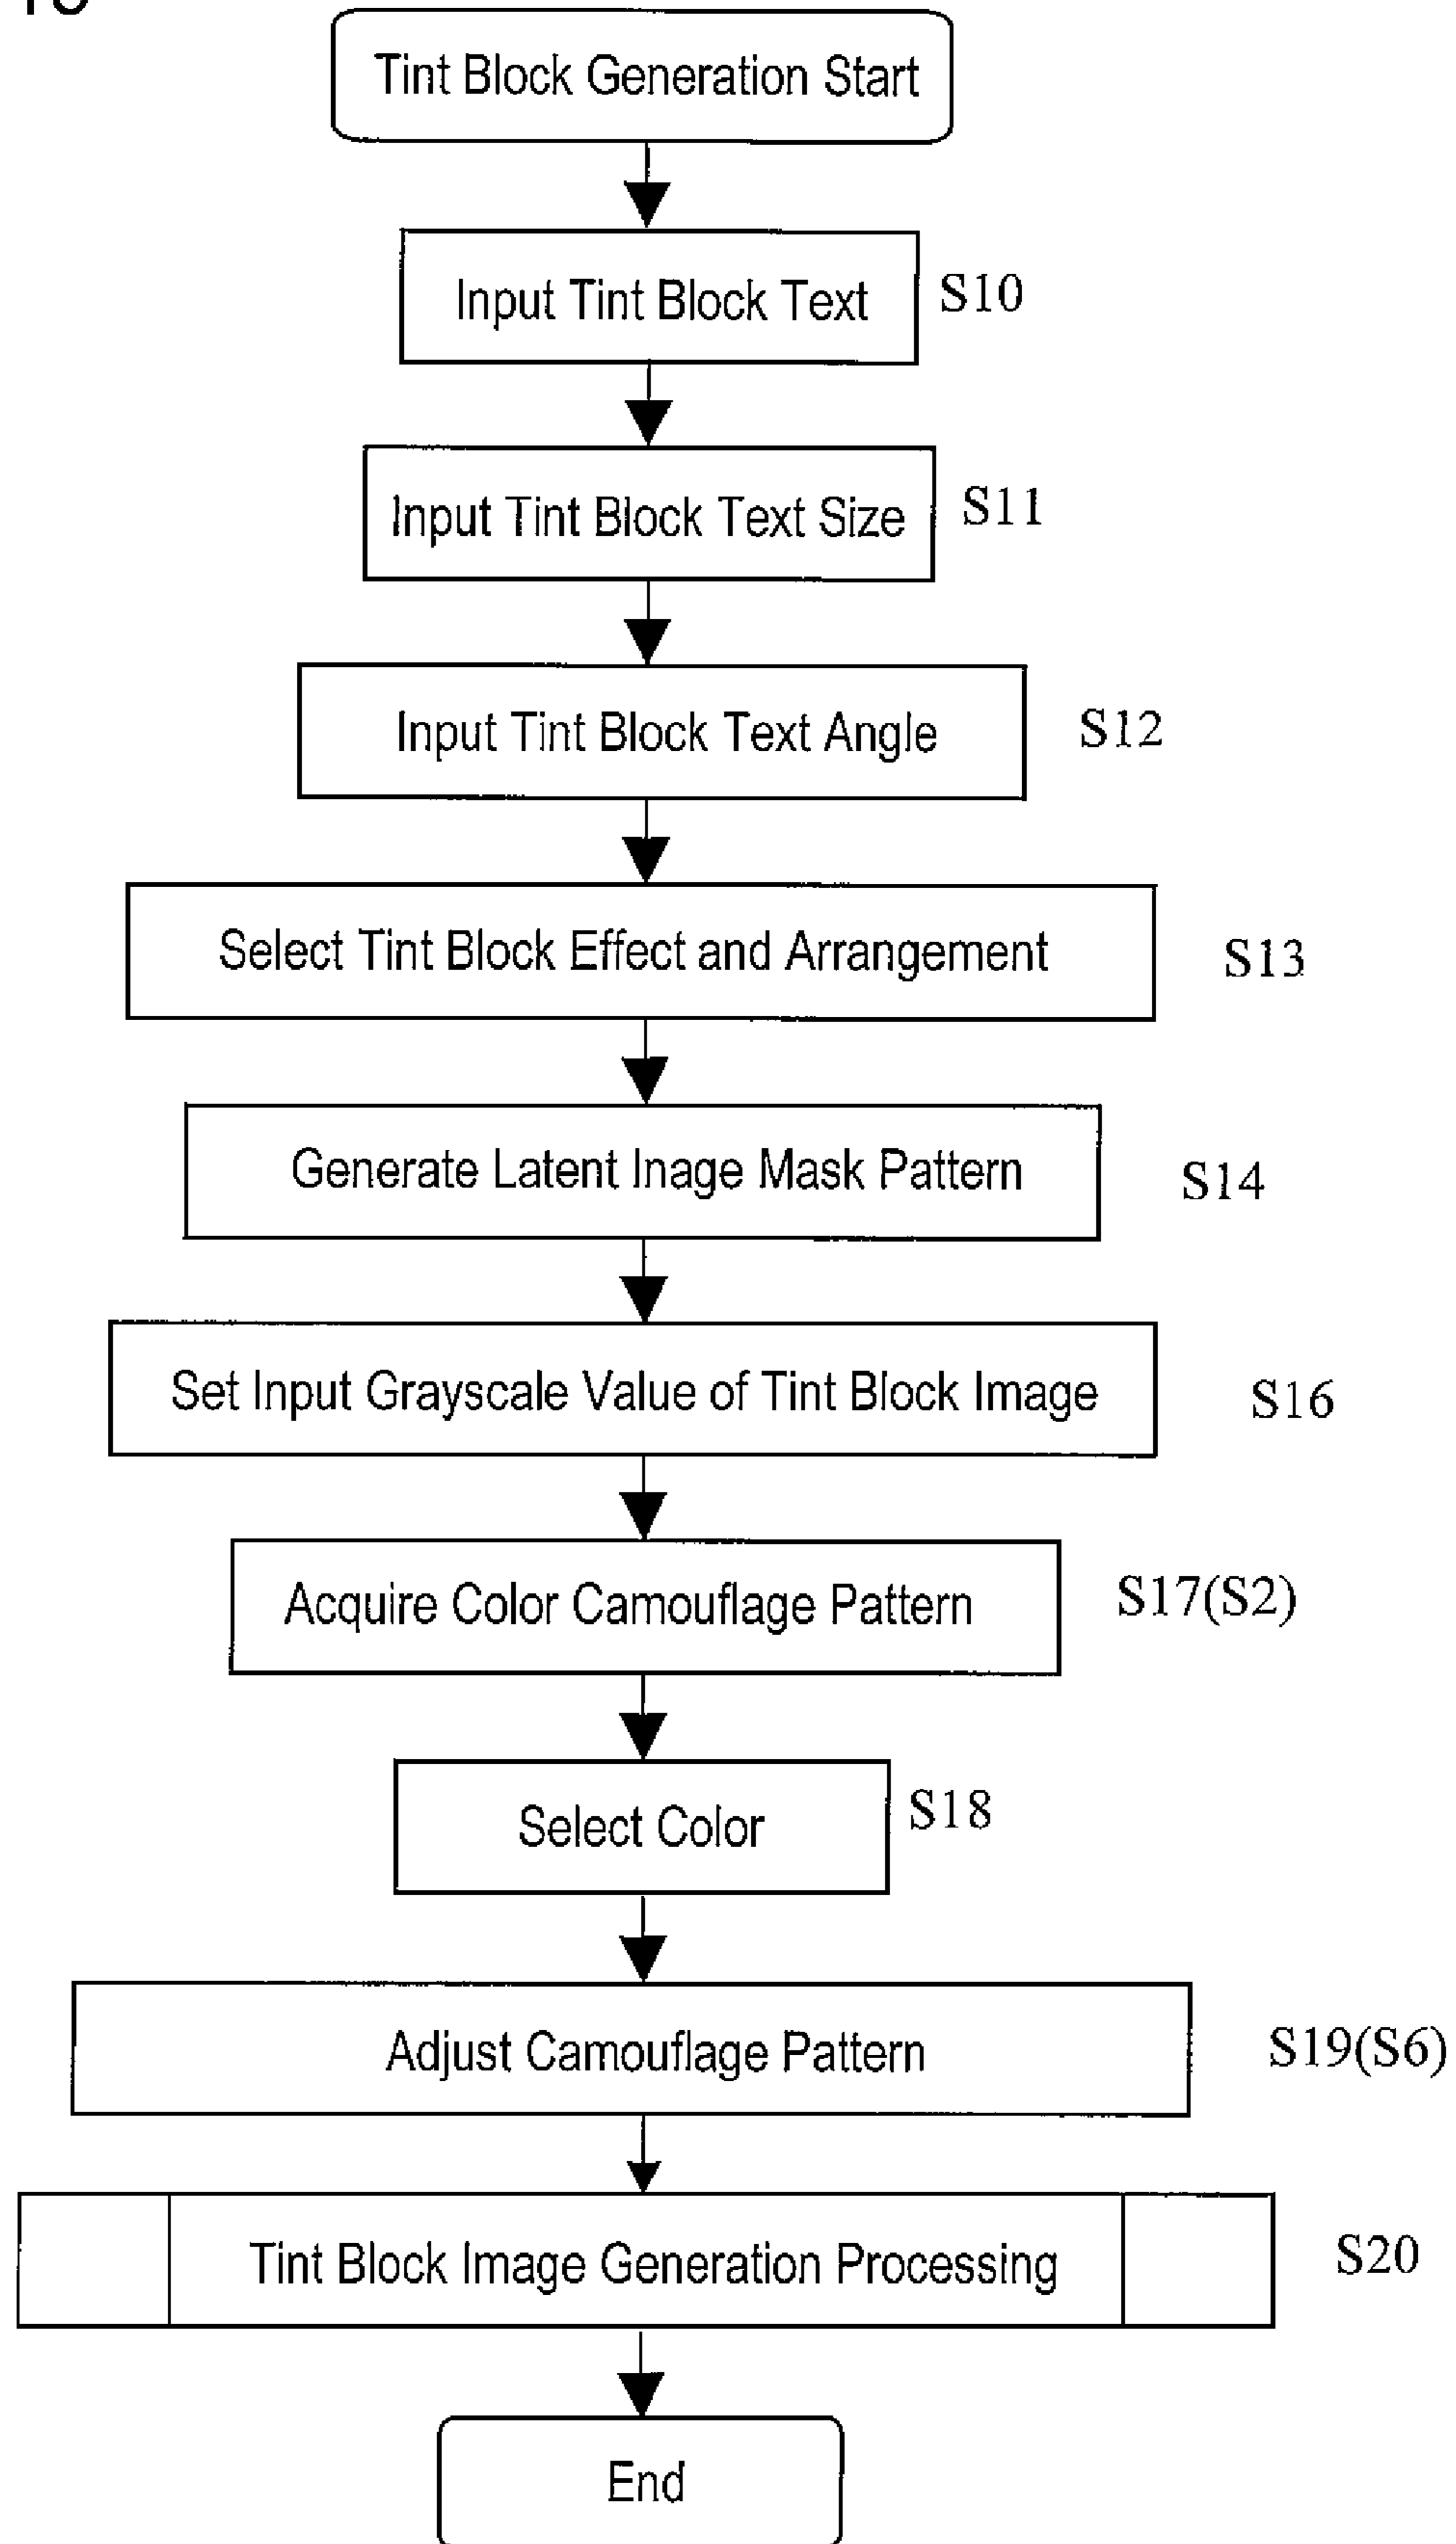 Tint Block Generation Start
Input Tint Block Text S10
Input Tint Block Text Size S11
Input Tint Block Text Angle S12
Select Tint Block Effect and Arrangement S13
Generate Latent Inage Mask Pattern S14
Set Input Grayscale Value of Tint Block Image S16
Acquire Color Camouflage Pattern S17(S2)
Select Color S18
Adjust Camouflage Pattern S19(S6)
Tint Block Image Generation Processing S20
End